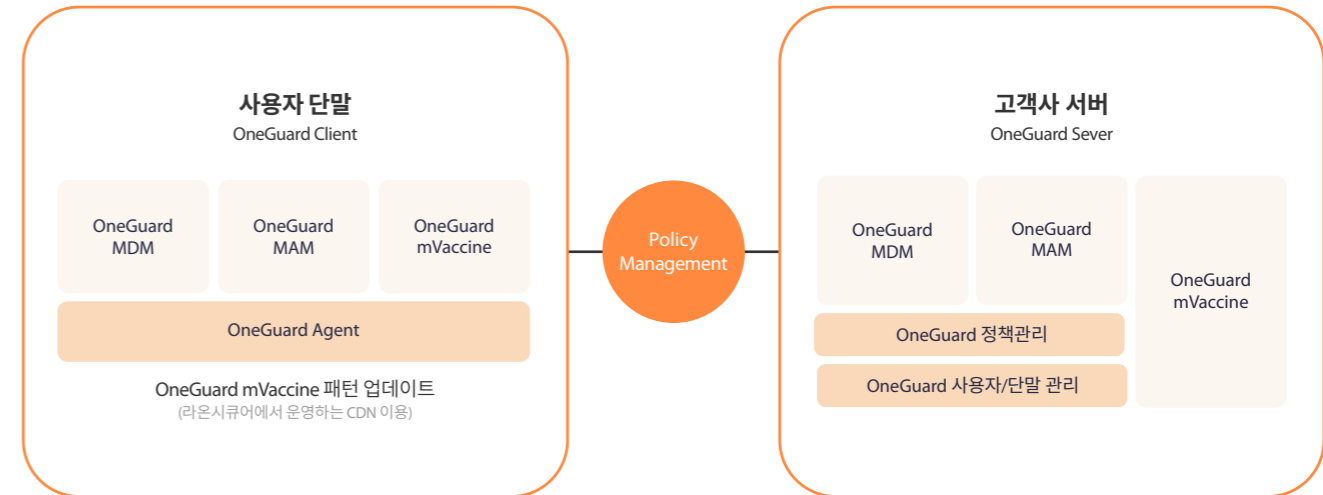 사용자 단말
OneGuard Client
OneGuard
MDM
OneGuard
MAM
OneGuard
mVaccine
OneGuard Agent
OneGuard mVaccine 패턴 업데이트
(라온시큐어에서 운영하는 CDN 이용)
Policy
Management
고객사 서버
OneGuard Sever
OneGuard
MDM
OneGuard
MAM
OneGuard
mVaccine
OneGuard 정책관리
OneGuard 사용자/단말 관리